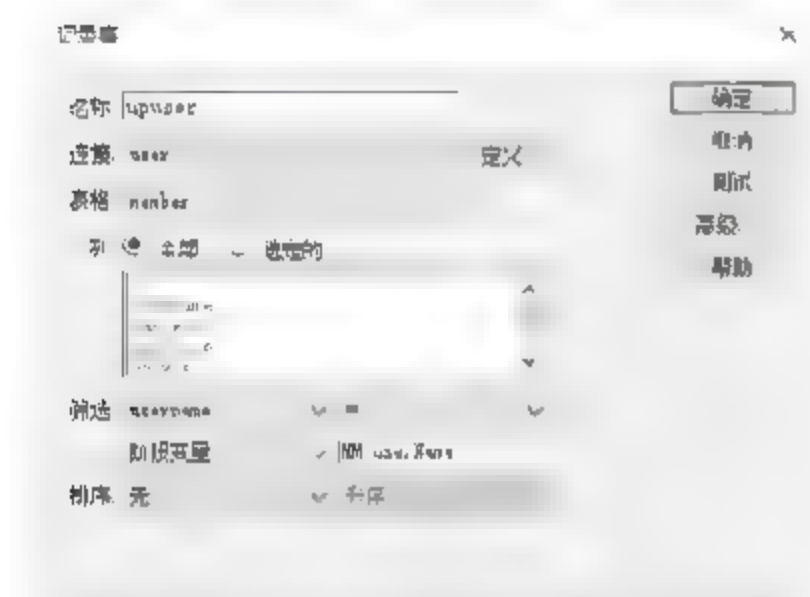 记录集
名称 upuser
确定
连接: user 定义
取消
表格 member
测试
列 全部 选定的
高级
帮助
筛选 username =
阶段变量 MM_userName
排序: 无 升序